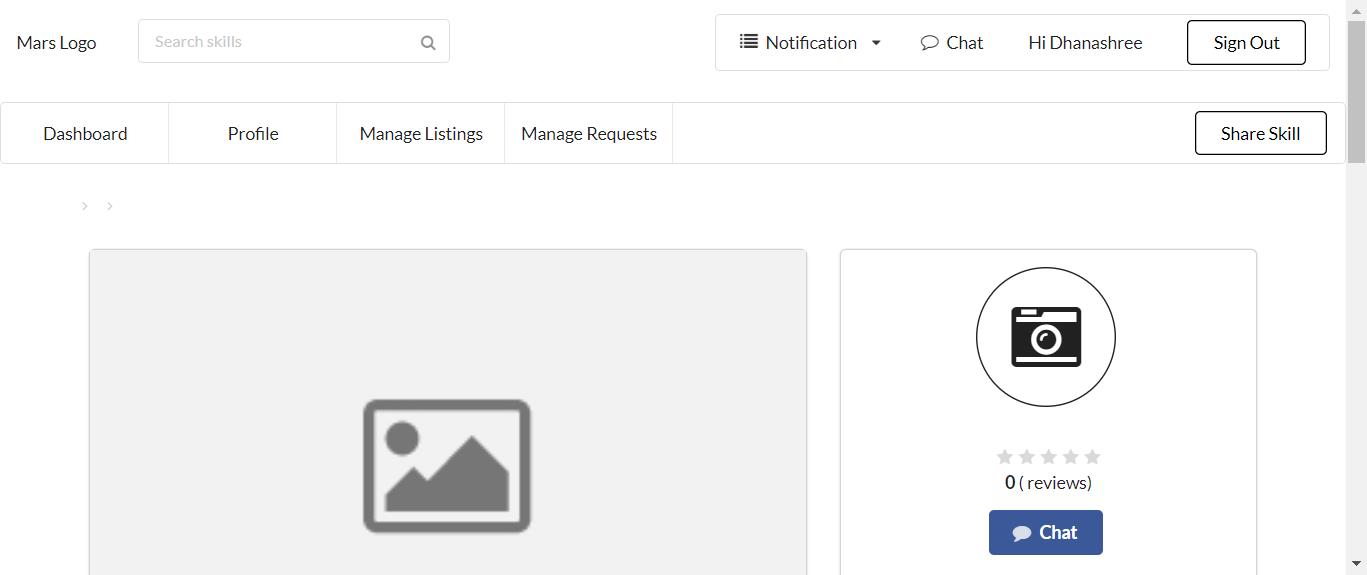 Mars Logo
Search skills
Notification
Chat
Hi Dhanashree
Sign Out
Dashboard
Profile
Manage Listings
Manage Requests
Share Skill
0 ( reviews)
Chat